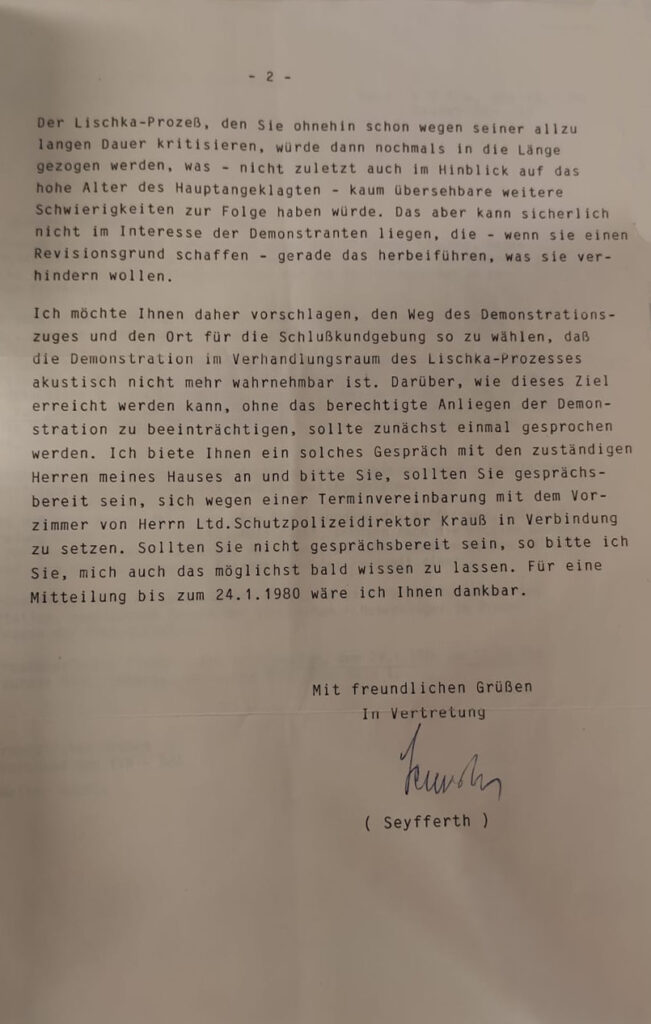 - 2 -
Der Lischka-Prozeß, den Sie ohnehin schon wegen seiner allzu
langen Dauer kritisieren, würde dann nochmals in die Länge
gezogen werden, was - nicht zuletzt auch im Hinblick auf das
hohe Alter des Hauptangeklagten - kaum übersehbare weitere
Schwierigkeiten zur Folge haben würde. Das aber kann sicherlich
nicht im Interesse der Demonstranten liegen, die - wenn sie einen
Revisionsgrund schaffen - gerade das herbeiführen, was sie ver-
hindern wollen.
Ich möchte Ihnen daher vorschlagen, den Weg des Demonstrations-
zuges und den Ort für die Schlußkundgebung so zu wählen, daß
die Demonstration im Verhandlungsraum des Lischka-Prozesses
akustisch nicht mehr wahrnehmbar ist. Darüber, wie dieses Ziel
erreicht werden kann, ohne das berechtigte Anliegen der Demon-
stration zu beeinträchtigen, sollte zunächst einmal gesprochen
werden. Ich biete Ihnen ein solches Gespräch mit den zuständigen
Herren meines Hauses an und bitte Sie, sollten Sie gesprächs-
bereit sein, sich wegen einer Terminvereinbarung mit dem Vor-
zimmer von Herrn Ltd.Schutzpolizeidirektor Krauß in Verbindung
zu setzen. Sollten Sie nicht gesprächsbereit sein, so bitte ich
Sie, mich auch das möglichst bald wissen zu lassen. Für eine
Mitteilung bis zum 24.1.1980 wäre ich Ihnen dankbar.
Mit freundlichen Grüßen
In Vertretung
( Seyfferth )